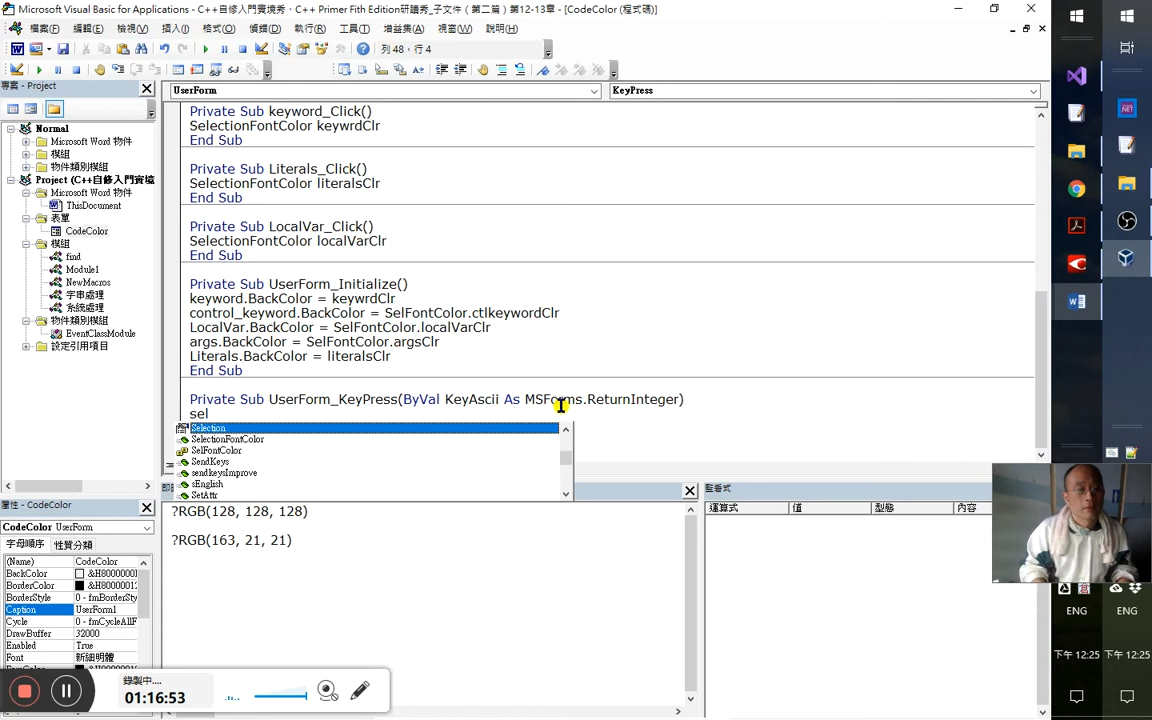 Microsoft Visual Basic for Applications - C++自修入門實境秀、C++ Primer Fith Edition研讀秀_子文件（第二篇）第12-13章 - [CodeColor (程式碼)]
檔案(F) 編輯(E) 檢視(V) 插入(I) 格式(O) 偵錯(D) 執行(R) 工具(T) 增益集(A) 視窗(W) 說明(H)
列 48，行 4
專案 - Project
UserForm
KeyPress
Normal
Microsoft Word 物件
模組
物件類別模組
Project (C++自修入門實境
Microsoft Word 物件
ThisDocument
表單
CodeColor
模組
find
Module1
NewMacros
字串處理
系統處理
物件類別模組
EventClassModule
設定引用項目
Private Sub keyword_Click()
SelectionFontColor keywrdClr
End Sub
Private Sub Literals_Click()
SelectionFontColor literalsClr
End Sub
Private Sub LocalVar_Click()
SelectionFontColor localVarClr
End Sub
Private Sub UserForm_Initialize()
keyword.BackColor = keywrdClr
control_keyword.BackColor = SelFontColor.ctlkeywordClr
LocalVar.BackColor = SelFontColor.localVarClr
args.BackColor = SelFontColor.argsClr
Literals.BackColor = literalsClr
End Sub
Private Sub UserForm_KeyPress(ByVal KeyAscii As MSForms.ReturnInteger)
sel
Selection
SelectionFontColor
SelFontColor
SendKeys
sendkeysImprove
sEnglish
SetAttr
屬性 - CodeColor
CodeColor UserForm
字母順序 性質分類
(Name) CodeColor
BackColor &H8000000
BorderColor &H8000001
BorderStyle 0 - fmBorderSty
Caption UserForm1
Cycle 0 - fmCycleAllF
DrawBuffer 32000
Enabled True
Font 新細明體
?RGB(128, 128, 128)
?RGB(163, 21, 21)
監看式
運算式 值 型態 內容
錄製中....
01:16:53
ENG ENG
下午 12:25 下午 12:25